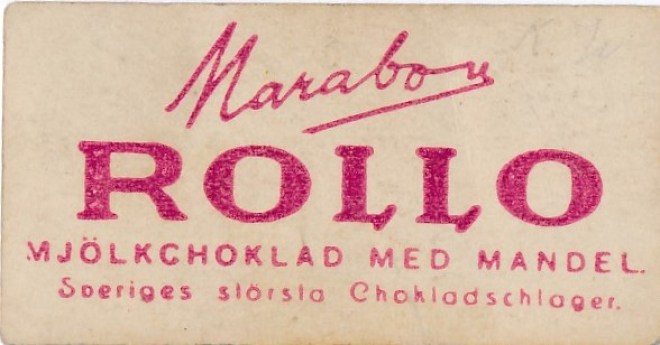 Marabou
ROLLO
MJÖLKCHOKLAD MED MANDEL.
Sveriges största Chokladschlager.